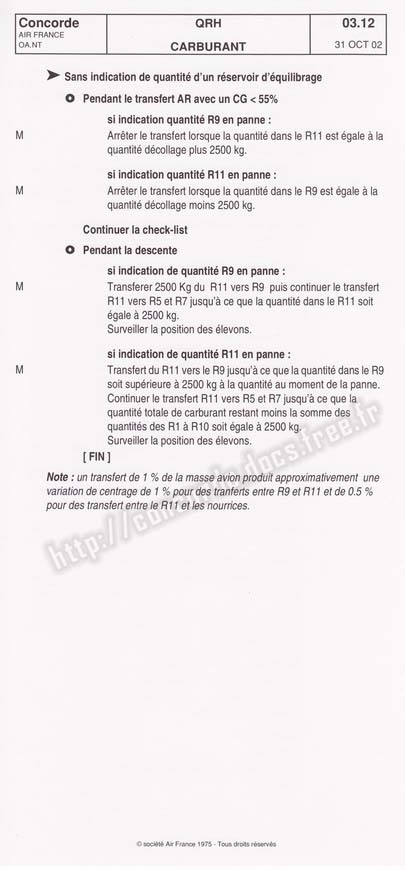 Concorde QRH 03.12
AIR FRANCE
OA.NT CARBURANT 31 OCT 02
➤ Sans indication de quantité d'un réservoir d'équilibrage
Pendant le transfert AR avec un CG < 55%
si indication quantité R9 en panne :
M Arrêter le transfert lorsque la quantité dans le R11 est égale à la
quantité décollage plus 2500 kg.
si indication quantité R11 en panne :
M Arrêter le transfert lorsque la quantité dans le R9 est égale à la
quantité décollage moins 2500 kg.
Continuer la check-list
Pendant la descente
si indication de quantité R9 en panne :
M Transferer 2500 Kg du R11 vers R9 puis continuer le transfert
R11 vers R5 et R7 jusqu'à ce que la quantité dans le R11 soit
égale à 2500 kg.
Surveiller la position des élevons.
si indication de quantité R11 en panne :
M Transfert du R11 vers le R9 jusqu'à ce que la quantité dans le R9
soit supérieure à 2500 kg à la quantité au moment de la panne.
Continuer le transfert R11 vers R5 et R7 jusqu'à ce que la
quantité totale de carburant restant moins la somme des
quantités des R1 à R10 soit égale à 2500 kg.
Surveiller la position des élevons.
[ FIN ]
Note : un transfert de 1 % de la masse avion produit approximativement une
variation de centrage de 1 % pour des tranferts entre R9 et R11 et de 0.5 %
pour des transfert entre le R11 et les nourrices.
© société Air France 1975 - Tous droits réservés